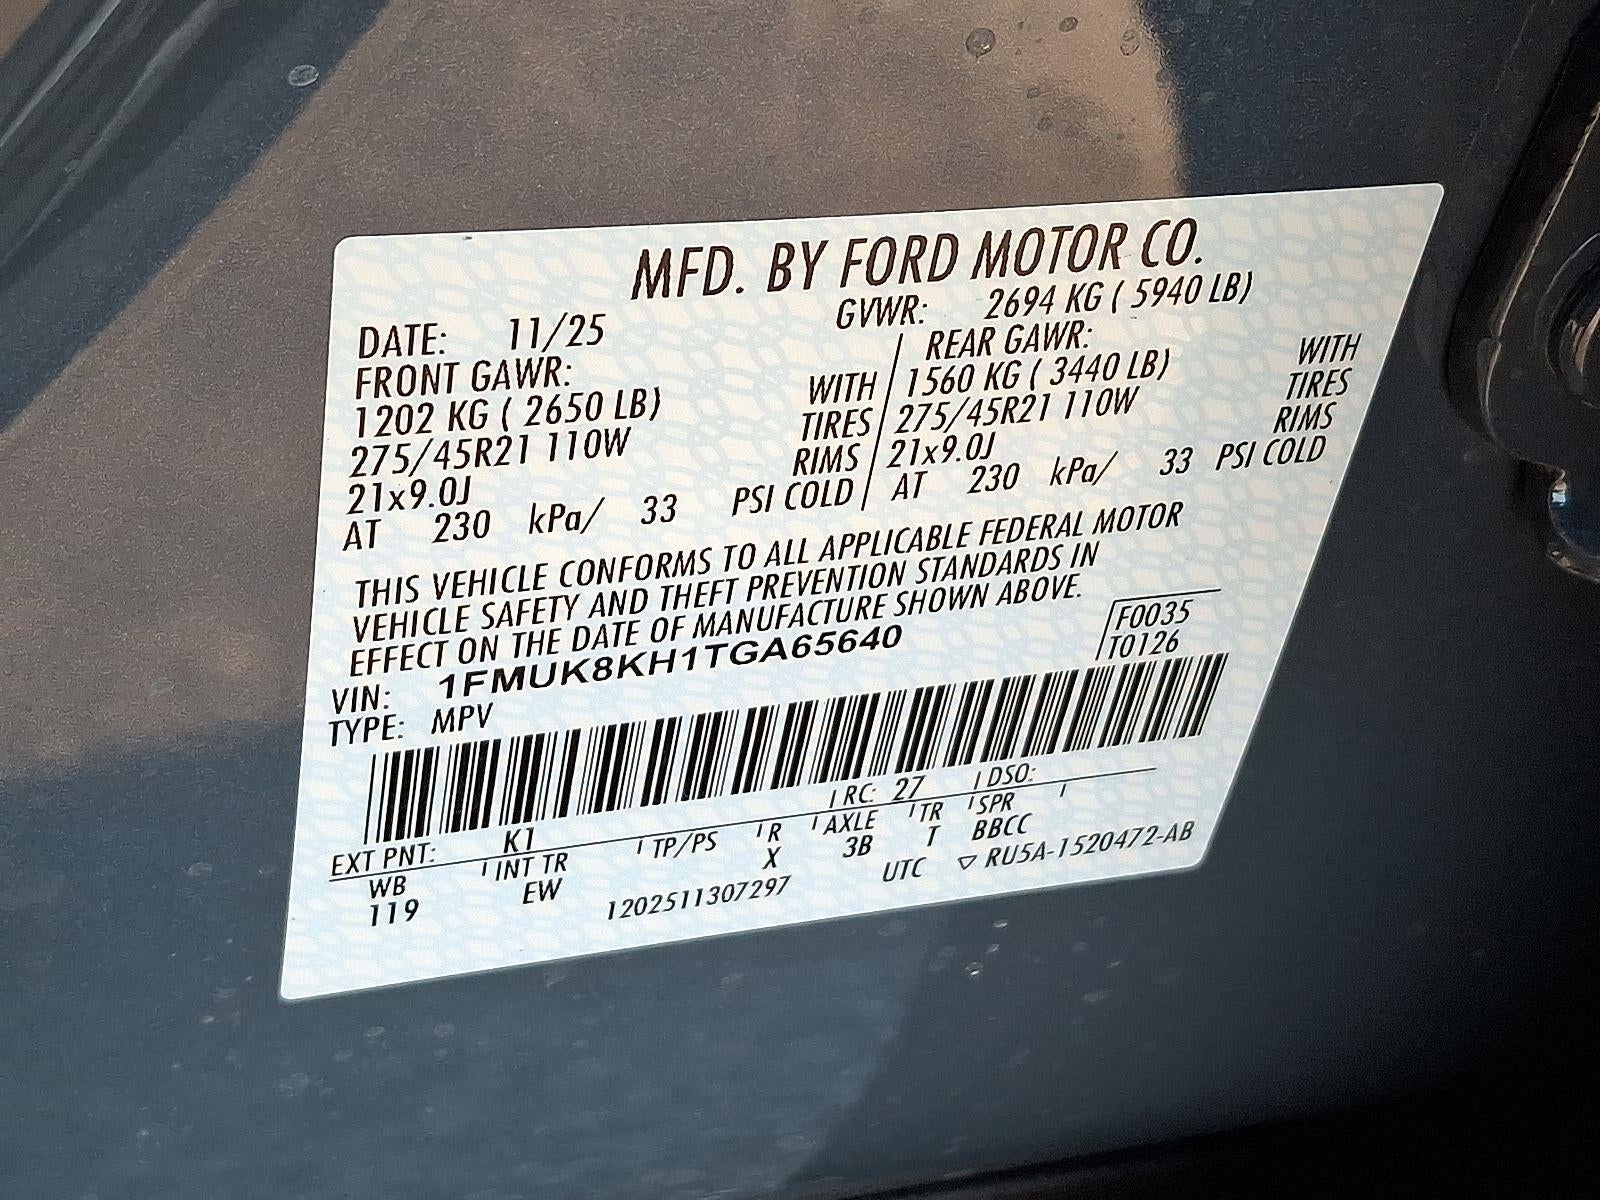 MFD. BY FORD MOTOR CO.
DATE: 11/25 GVWR: 2694 KG ( 5940 LB)
FRONT GAWR: REAR GAWR:
1202 KG ( 2650 LB) WITH 1560 KG ( 3440 LB) WITH
275/45R21 110W TIRES 275/45R21 110W TIRES
21x9.0J RIMS 21x9.0J RIMS
AT 230 kPa/ 33 PSI COLD AT 230 kPa/ 33 PSI COLD
THIS VEHICLE CONFORMS TO ALL APPLICABLE FEDERAL MOTOR
VEHICLE SAFETY AND THEFT PREVENTION STANDARDS IN
EFFECT ON THE DATE OF MANUFACTURE SHOWN ABOVE.
VIN: 1FMUK8KH1TGA65640 F0035
TYPE: MPV T0126
EXT PNT: K1 RC: 27 DSO:
WB INT TR TP/PS R AXLE TR SPR
119 EW X 3B T BBCC
1202511307297 UTC ▽ RU5A-1520472-AB